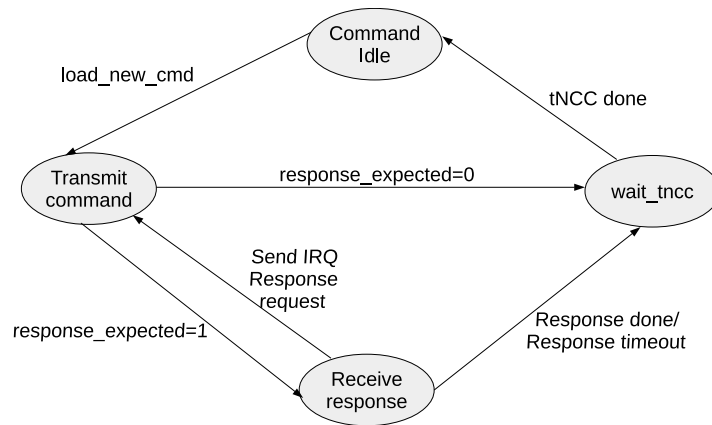 Command
Idle
load_new_cmd
tNCC done
Transmit
command
response_expected=0
wait_tncc
Send IRQ
Response
request
response_expected=1
Response done/
Response timeout
Receive
response